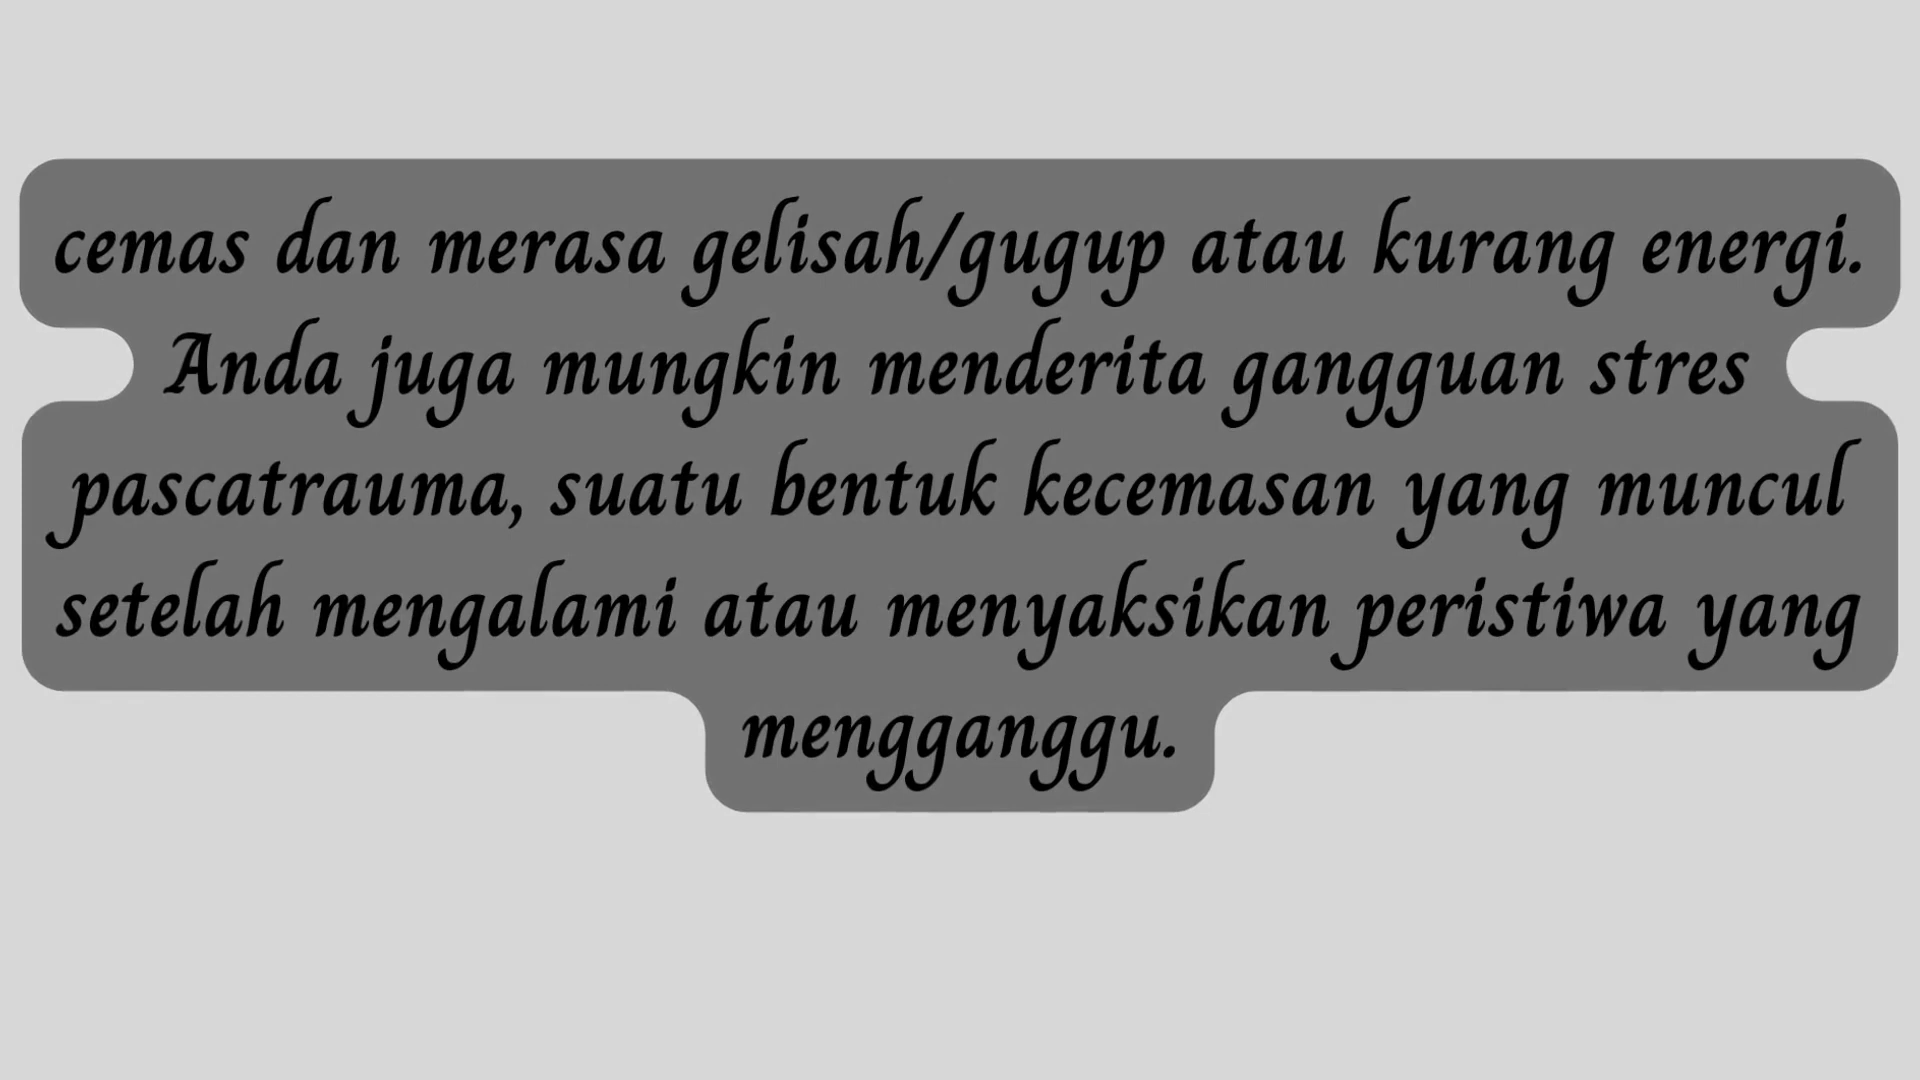 cemas dan merasa gelisah/gugup atau kurang energi.
Anda juga mungkin menderita gangguan stres
pascatrauma, suatu bentuk kecemasan yang muncul
setelah mengalami atau menyaksikan peristiwa yang
mengganggu.